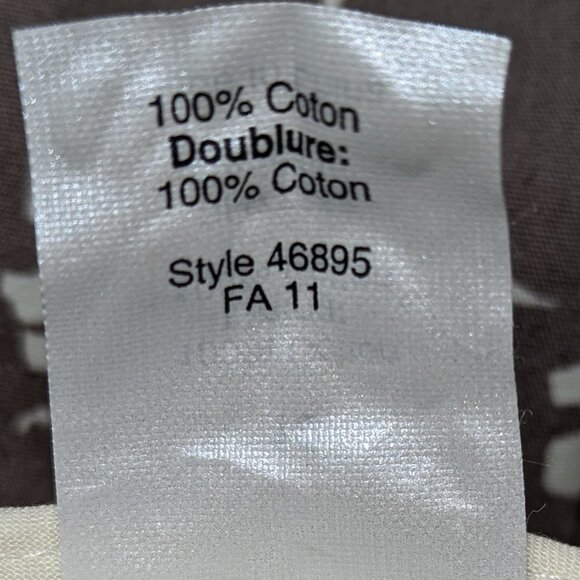 100% Coton
Doublure:
100% Coton
Style 46895
FA 11